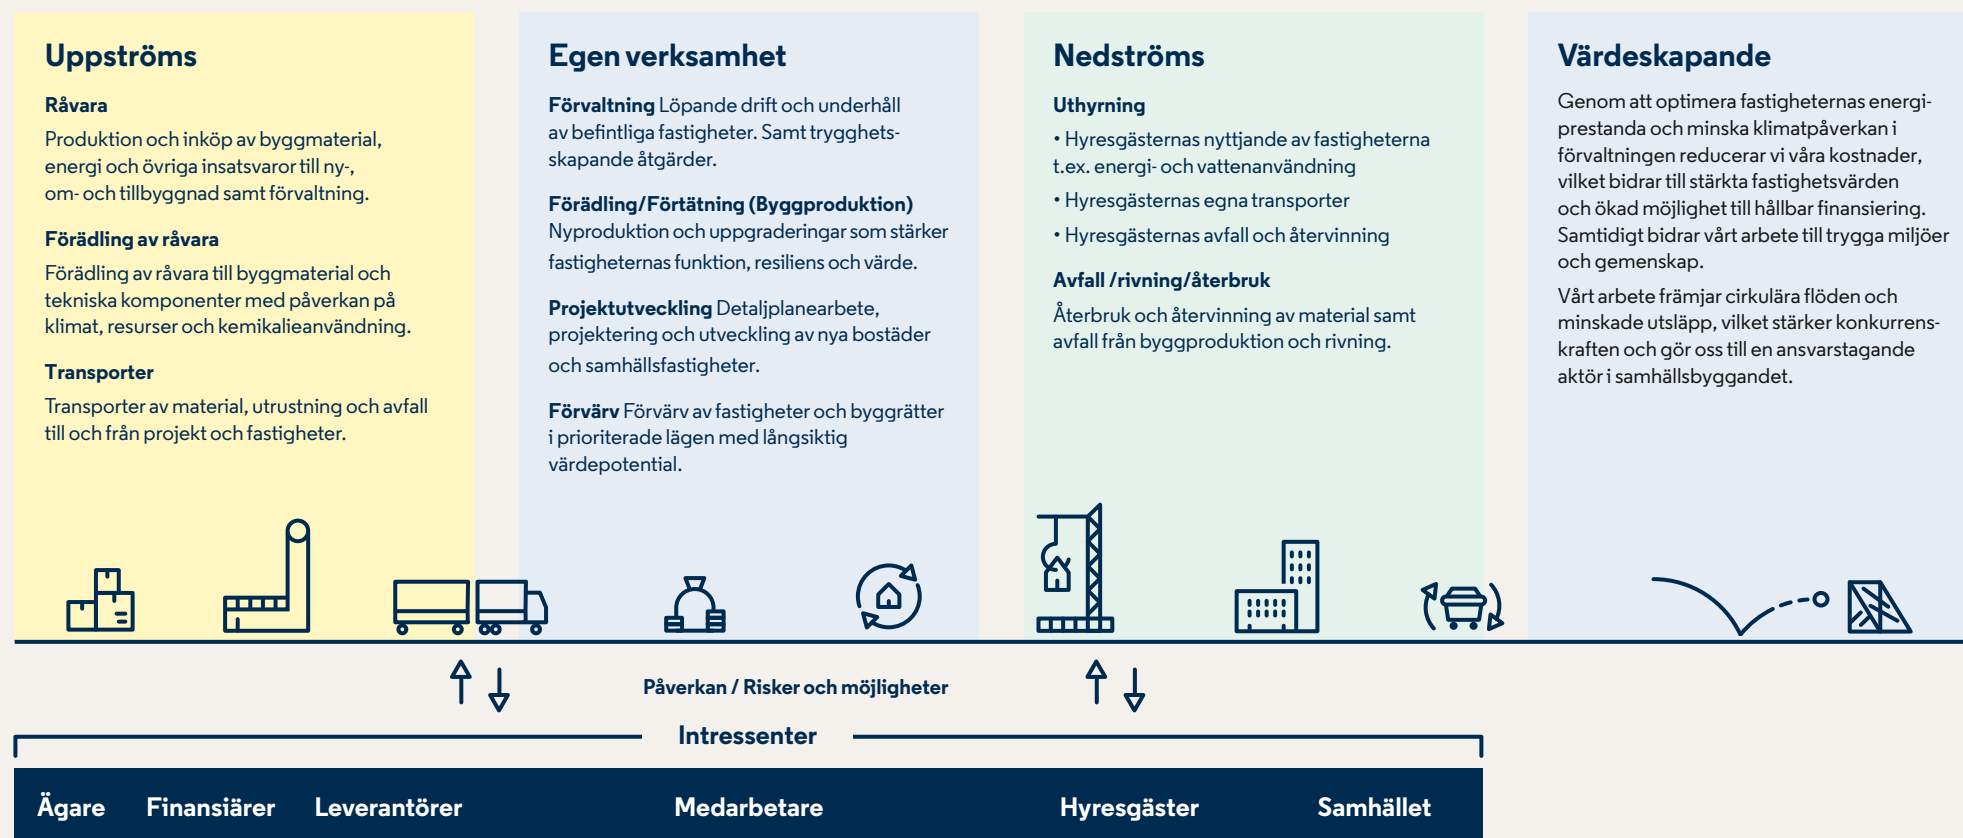 Uppströms
Råvara
Produktion och inköp av byggmaterial,
energi och övriga insatsvaror till ny-,
om- och tillbyggnad samt förvaltning.
Förädling av råvara
Förädling av råvara till byggmaterial och
tekniska komponenter med påverkan på
klimat, resurser och kemikalieanvändning.
Transporter
Transporter av material, utrustning och avfall
till och från projekt och fastigheter.
Egen verksamhet
Förvaltning Löpande drift och underhåll
av befintliga fastigheter. Samt trygghets-
skapande åtgärder.
Förädling/Förtätning (Byggproduktion)
Nyproduktion och uppgraderingar som stärker
fastigheternas funktion, resiliens och värde.
Projektutveckling Detaljplanearbete,
projektering och utveckling av nya bostäder
och samhällsfastigheter.
Förvärv Förvärv av fastigheter och byggrätter
i prioriterade lägen med långsiktig
värdepotential.
Nedströms
Uthyrning
• Hyresgästernas nyttjande av fastigheterna
t.ex. energi- och vattenanvändning
• Hyresgästernas egna transporter
• Hyresgästernas avfall och återvinning
Avfall /rivning/återbruk
Återbruk och återvinning av material samt
avfall från byggproduktion och rivning.
Värdeskapande
Genom att optimera fastigheternas energi-
prestanda och minska klimatpåverkan i
förvaltningen reducerar vi våra kostnader,
vilket bidrar till stärkta fastighetsvärden
och ökad möjlighet till hållbar finansiering.
Samtidigt bidrar vårt arbete till trygga miljöer
och gemenskap.
Vårt arbete främjar cirkulära flöden och
minskade utsläpp, vilket stärker konkurrens-
kraften och gör oss till en ansvarstagande
aktör i samhällsbyggandet.
Påverkan / Risker och möjligheter
Intressenter
Ägare Finansiärer Leverantörer Medarbetare Hyresgäster Samhället